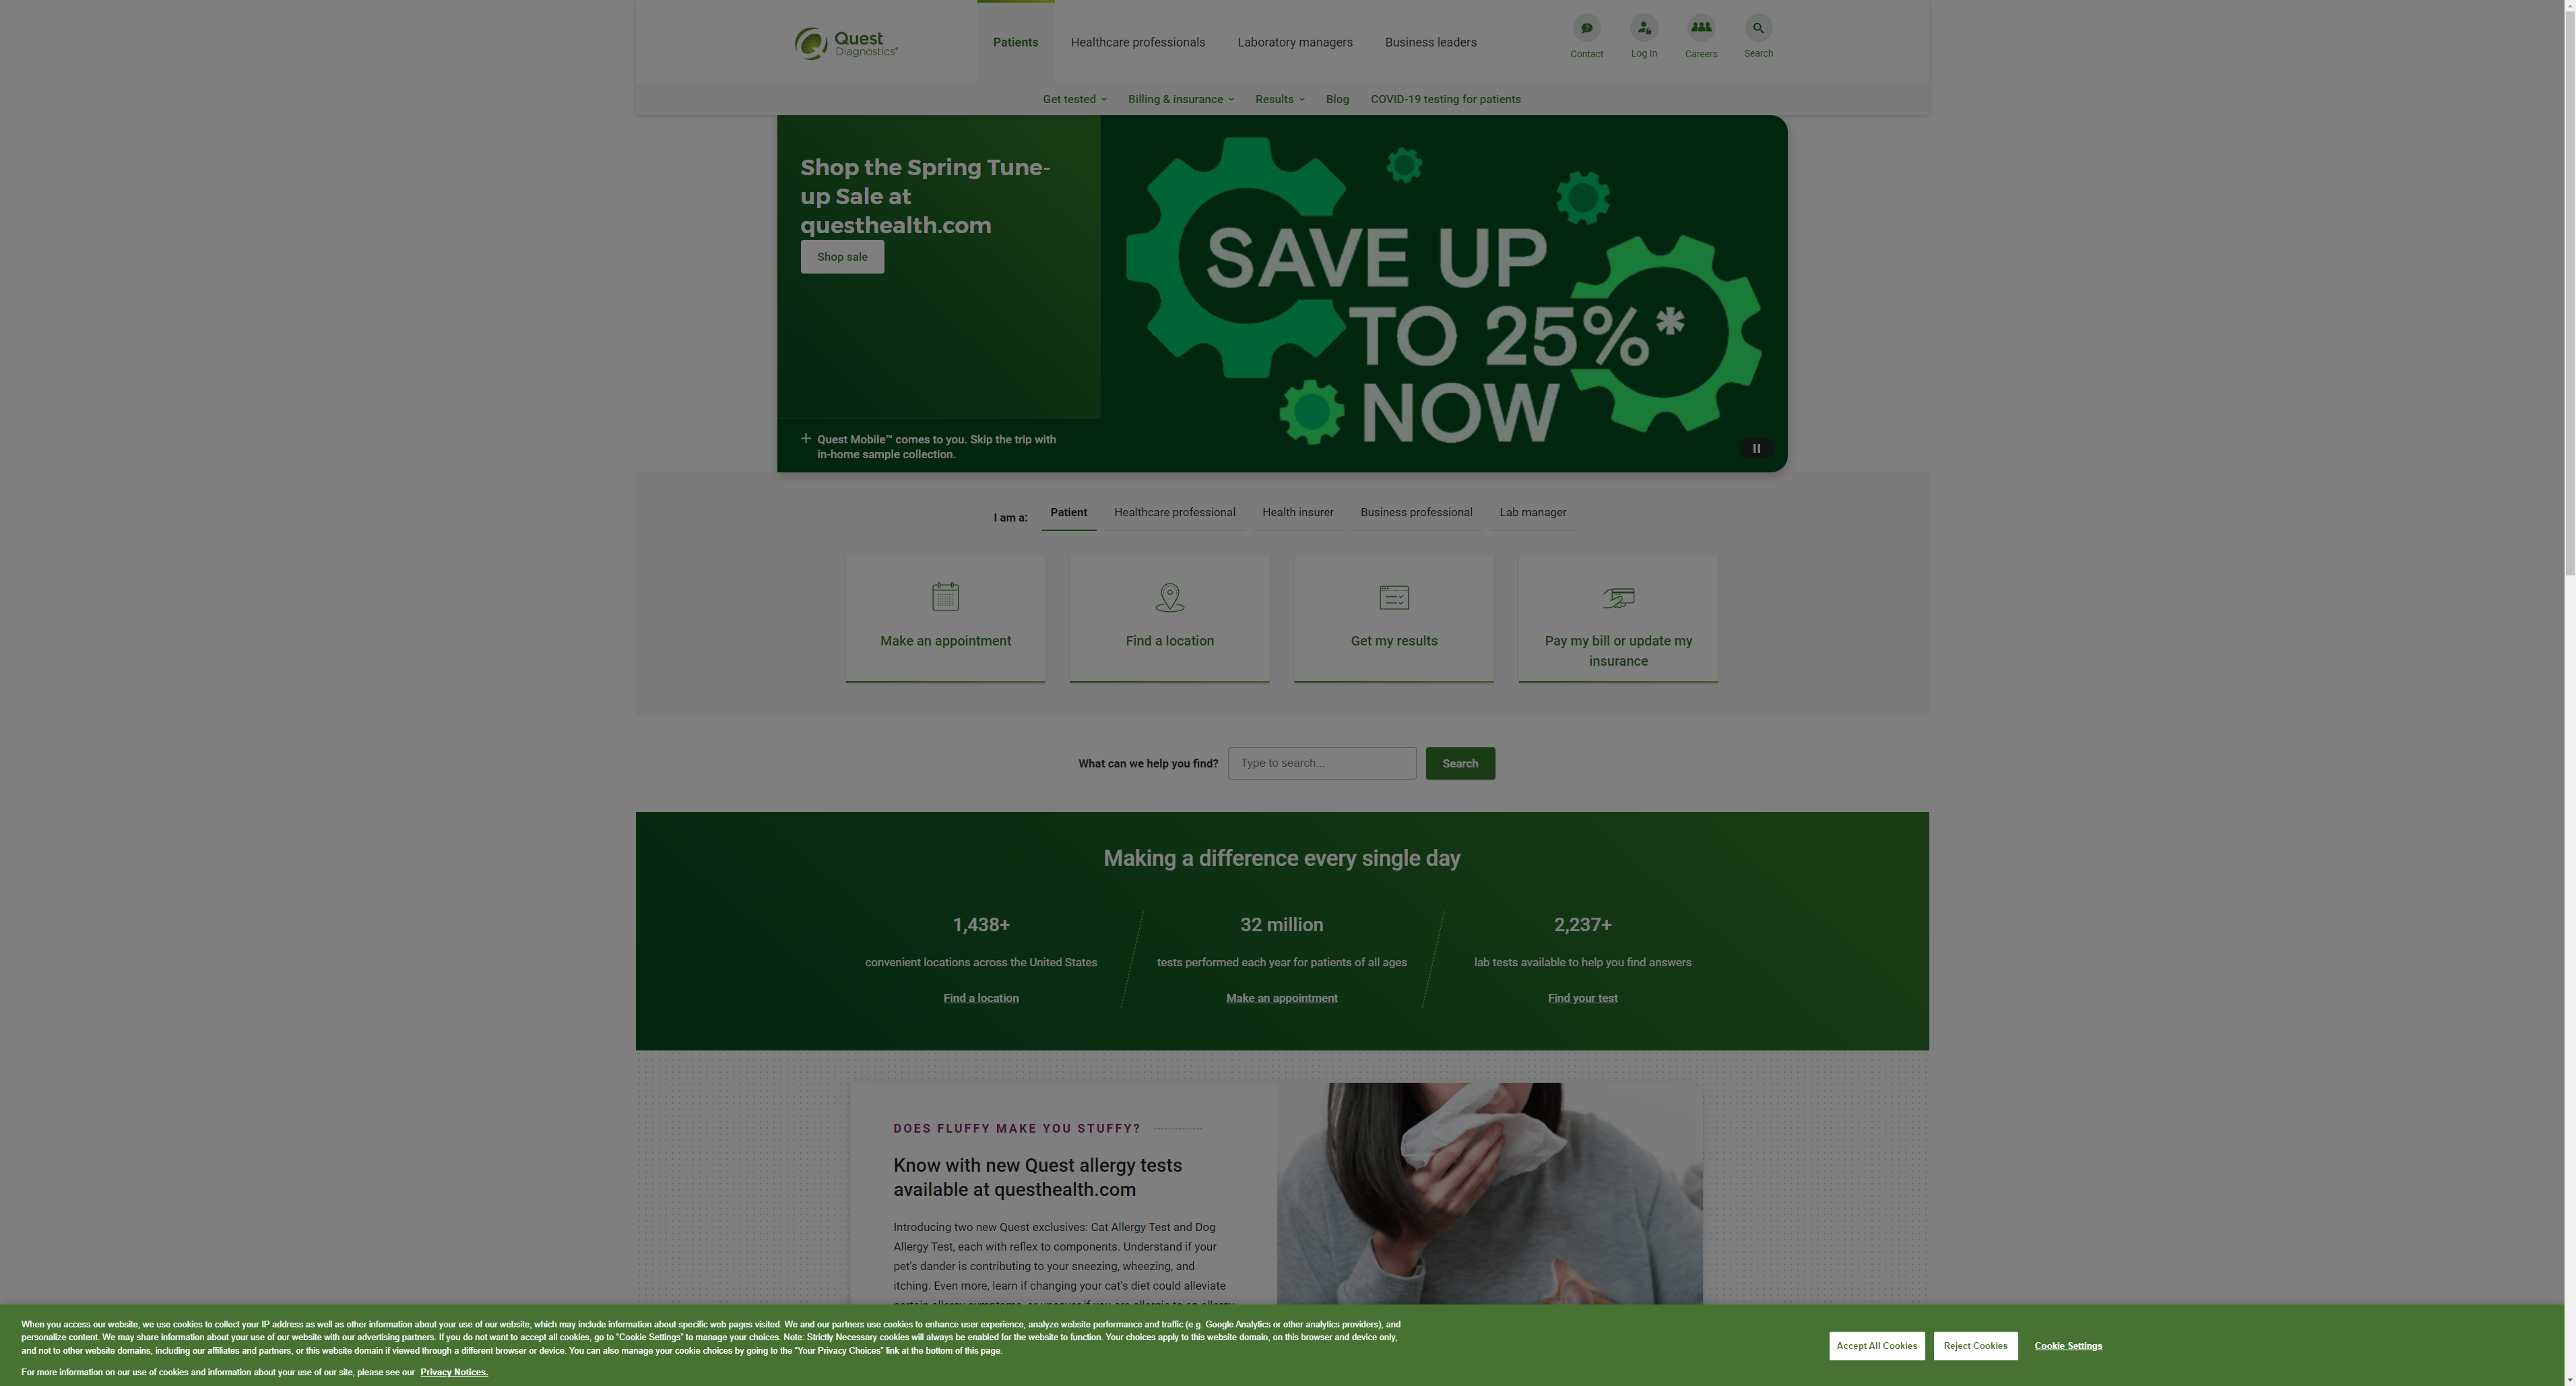 Quest
Diagnostics®
Patients
Healthcare professionals
Laboratory managers
Business leaders
Contact
Log In
Careers
Search
Get tested
Billing & insurance
Results
Blog
COVID-19 testing for patients
Shop the Spring Tune-
up Sale at
questhealth.com
Shop sale
SAVE UP
TO 25%*
NOW
Quest Mobile™ comes to you. Skip the trip with
in-home sample collection.
I am a:
Patient
Healthcare professional
Health insurer
Business professional
Lab manager
Make an appointment
Find a location
Get my results
Pay my bill or update my
insurance
What can we help you find?
Type to search...
Search
Making a difference every single day
1,438+
convenient locations across the United States
Find a location
32 million
tests performed each year for patients of all ages
Make an appointment
2,237+
lab tests available to help you find answers
Find your test
DOES FLUFFY MAKE YOU STUFFY?
Know with new Quest allergy tests
available at questhealth.com
Introducing two new Quest exclusives: Cat Allergy Test and Dog
Allergy Test, each with reflex to components. Understand if your
pet's dander is contributing to your sneezing, wheezing, and
itching. Even more, learn if changing your cat's diet could alleviate
When you access our website, we use cookies to collect your IP address as well as other information about your use of our website, which may include information about specific web pages visited. We and our partners use cookies to enhance user experience, analyze website performance and traffic (e.g. Google Analytics or other analytics providers), and
personalize content. We may share information about your use of our website with our advertising partners. If you do not want to accept all cookies, go to "Cookie Settings" to manage your choices. Note: Strictly Necessary cookies will always be enabled for the website to function. Your choices apply to this website domain, on this browser and device only,
and not to other website domains, including our affiliates and partners, or this website domain if viewed through a different browser or device. You can also manage your cookie choices by going to the "Your Privacy Choices" link at the bottom of this page.
For more information on our use of cookies and information about your use of our site, please see our Privacy Notices.
Accept All Cookies
Reject Cookies
Cookie Settings